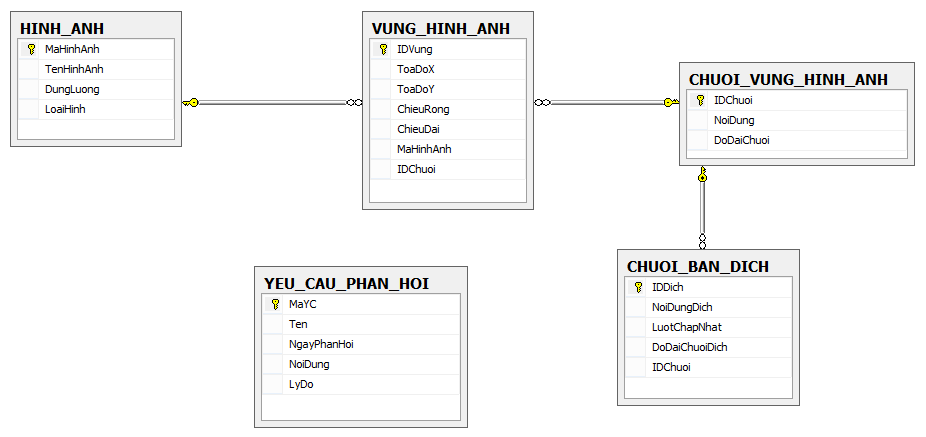 HINH_ANH
MaHinhAnh
TenHinhAnh
DungLuong
LoaiHinh
VUNG_HINH_ANH
IDVung
ToaDoX
ToaDoY
ChieuRong
ChieuDai
MaHinhAnh
IDChuoi
CHUOI_VUNG_HINH_ANH
IDChuoi
NoiDung
DoDaiChuoi
YEU_CAU_PHAN_HOI
MaYC
Ten
NgayPhanHoi
NoiDung
LyDo
CHUOI_BAN_DICH
IDDich
NoiDungDich
LuotChapNhat
DoDaiChuoiDich
IDChuoi